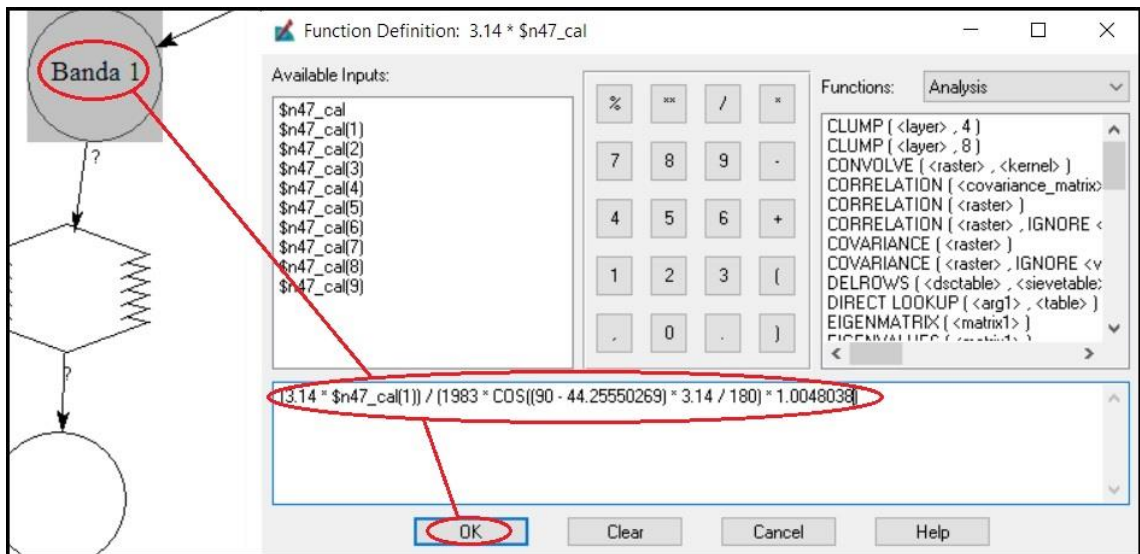 Banda 1
?
?
Function Definition: 3.14 * $n47_cal
Available Inputs:
$n47_cal
$n47_cal(1)
$n47_cal(2)
$n47_cal(3)
$n47_cal(4)
$n47_cal(5)
$n47_cal(6)
$n47_cal(7)
$n47_cal(8)
$n47_cal(9)
% ** / *
7 8 9 -
4 5 6 +
1 2 3 (
, 0 . )
Functions: Analysis
CLUMP ( <layer> , 4 )
CLUMP ( <layer> , 8 )
CONVOLVE ( <raster> , <kernel> )
CORRELATION ( <covariance_matrix>
CORRELATION ( <raster> )
CORRELATION ( <raster> , IGNORE <
COVARIANCE ( <raster> )
COVARIANCE ( <raster> , IGNORE <v
DELROWS ( <dsctable> , <sievetable>
DIRECT LOOKUP ( <arg1> , <table> )
EIGENMATRIX ( <matrix1> )
EIGENVALUES ( <matrix1> )
(3.14 * $n47_cal(1)) / (1983 * COS((90 - 44.25550269) * 3.14 / 180) * 1.0048038)
OK Clear Cancel Help